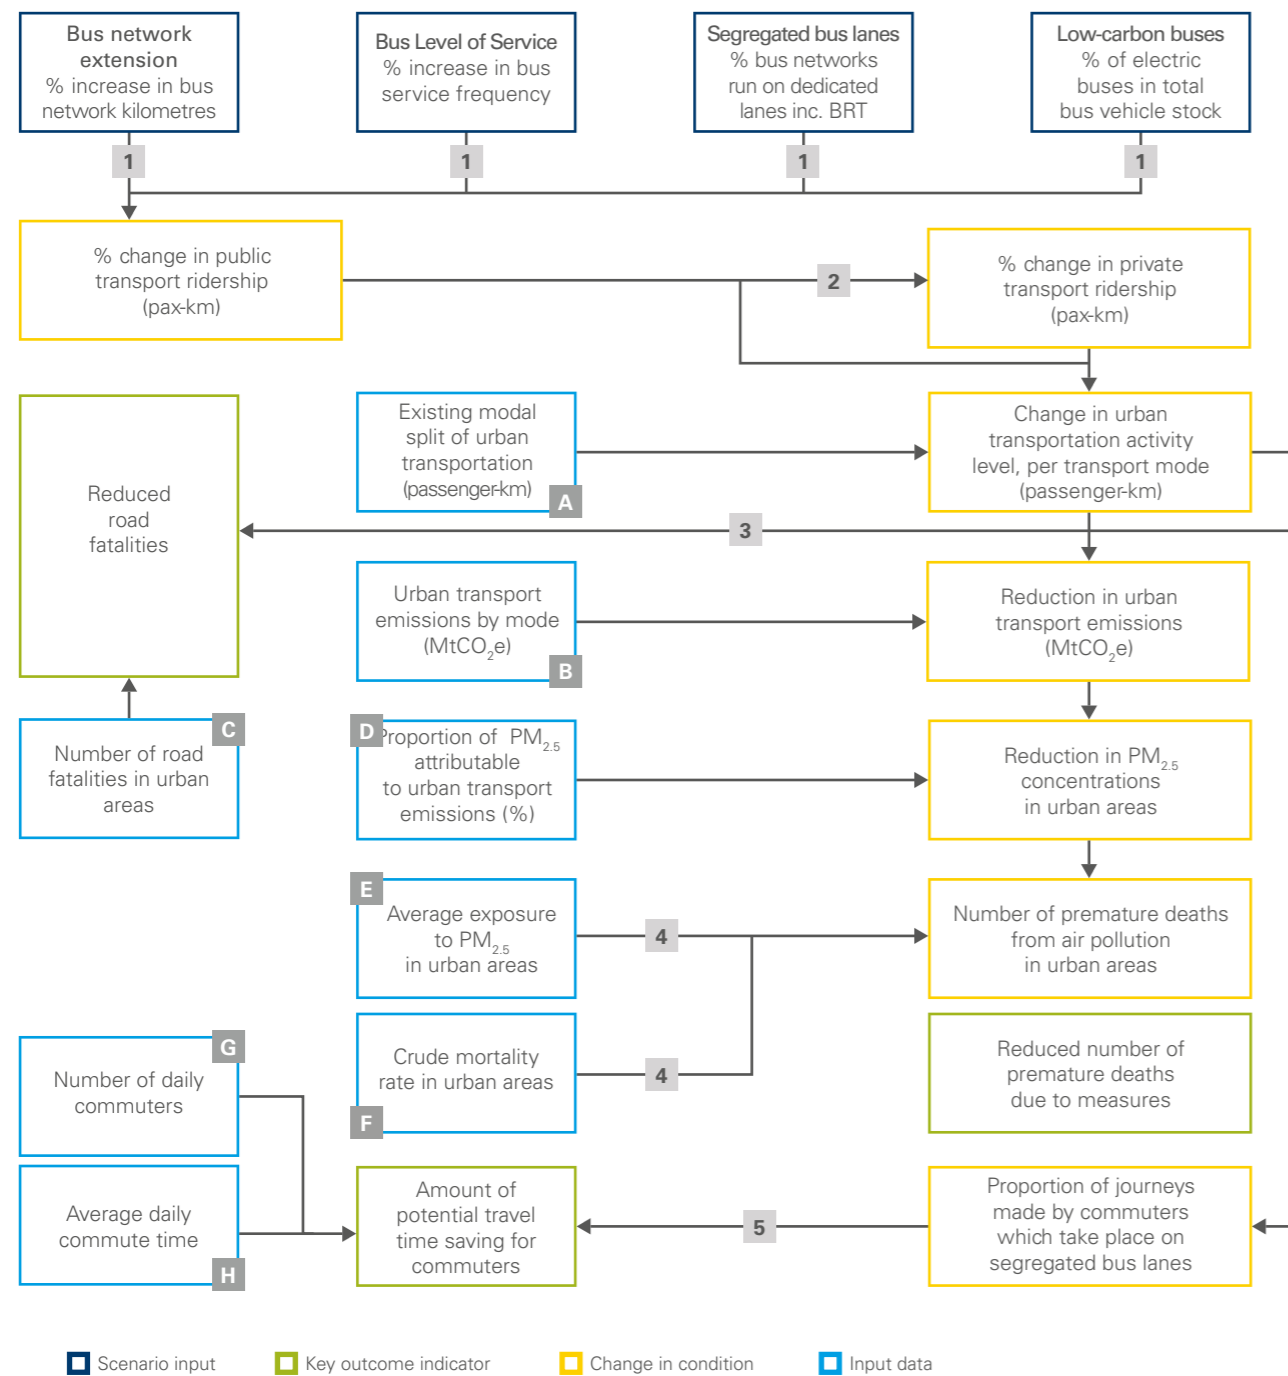 Bus network
extension
% increase in bus
network kilometres
Bus Level of Service
% increase in bus
service frequency
Segregated bus lanes
% bus networks
run on dedicated
lanes inc. BRT
Low-carbon buses
% of electric
buses in total
bus vehicle stock
1
1
1
1
% change in public
transport ridership
(pax-km)
2
% change in private
transport ridership
(pax-km)
Reduced
road
fatalities
Existing modal
split of urban
transportation
(passenger-km)
A
Change in urban
transportation activity
level, per transport mode
(passenger-km)
3
Urban transport
emissions by mode
(MtCO₂e)
B
Reduction in urban
transport emissions
(MtCO₂e)
C
Number of road
fatalities in urban
areas
D
Proportion of PM₂.₅
attributable
to urban transport
emissions (%)
Reduction in PM₂.₅
concentrations
in urban areas
E
Average exposure
to PM₂.₅
in urban areas
4
Number of premature deaths
from air pollution
in urban areas
G
Number of daily
commuters
Crude mortality
rate in urban areas
F
4
Reduced number of
premature deaths
due to measures
Average daily
commute time
H
Amount of
potential travel
time saving for
commuters
5
Proportion of journeys
made by commuters
which take place on
segregated bus lanes
Scenario input
Key outcome indicator
Change in condition
Input data